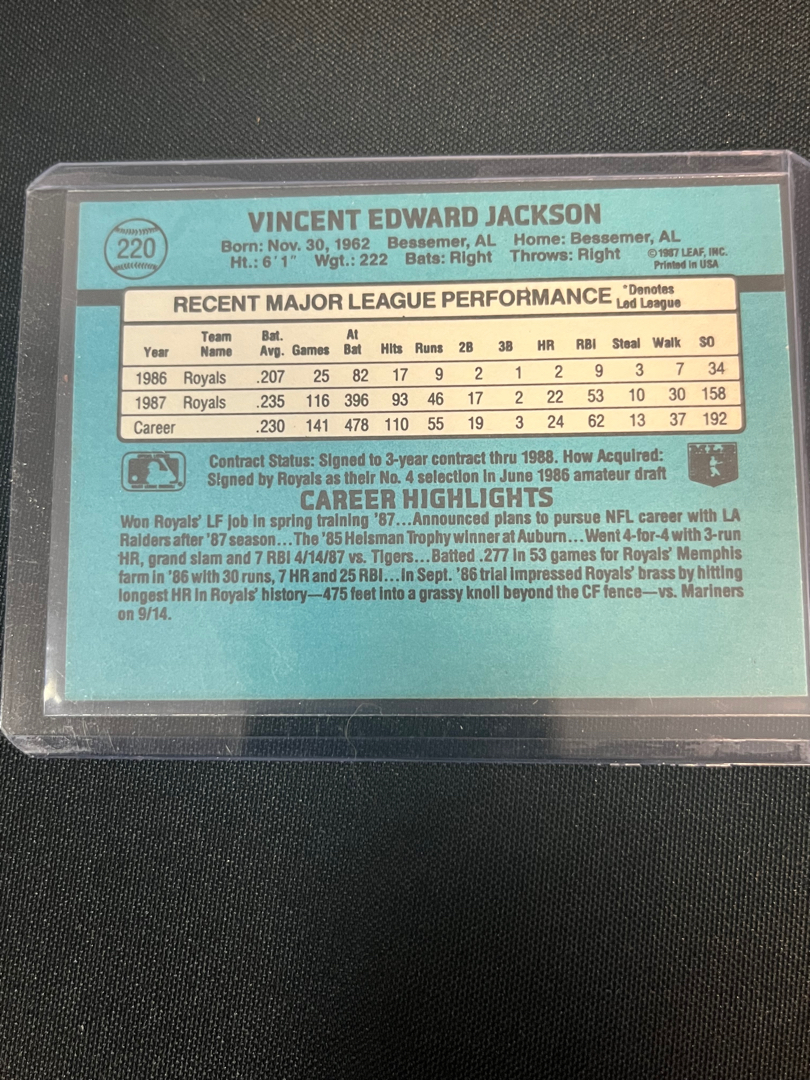 220
VINCENT EDWARD JACKSON
Born: Nov. 30, 1962 Bessemer, AL Home: Bessemer, AL
Ht.: 6'1" Wgt.: 222 Bats: Right Throws: Right
©1987 LEAF, INC.
Printed in USA
RECENT MAJOR LEAGUE PERFORMANCE
*Denotes
Led League
Year Team Name Bat. Avg. Games At Bat Hits Runs 2B 3B HR RBI Steal Walk SO
1986 Royals .207 25 82 17 9 2 1 2 9 3 7 34
1987 Royals .235 116 396 93 46 17 2 22 53 10 30 158
Career .230 141 478 110 55 19 3 24 62 13 37 192
Contract Status: Signed to 3-year contract thru 1988. How Acquired:
Signed by Royals as their No. 4 selection in June 1986 amateur draft
CAREER HIGHLIGHTS
Won Royals' LF job in spring training '87...Announced plans to pursue NFL career with LA
Raiders after '87 season...The '85 Heisman Trophy winner at Auburn...Went 4-for-4 with 3-run
HR, grand slam and 7 RBI 4/14/87 vs. Tigers...Batted .277 in 53 games for Royals' Memphis
farm in '86 with 30 runs, 7 HR and 25 RBI...In Sept. '86 trial impressed Royals' brass by hitting
longest HR in Royals' history—475 feet into a grassy knoll beyond the CF fence—vs. Mariners
on 9/14.